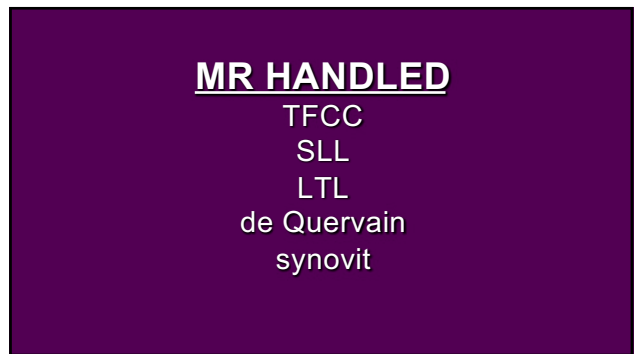 MR HANDLED
TFCC
SLL
LTL
de Quervain
synovit